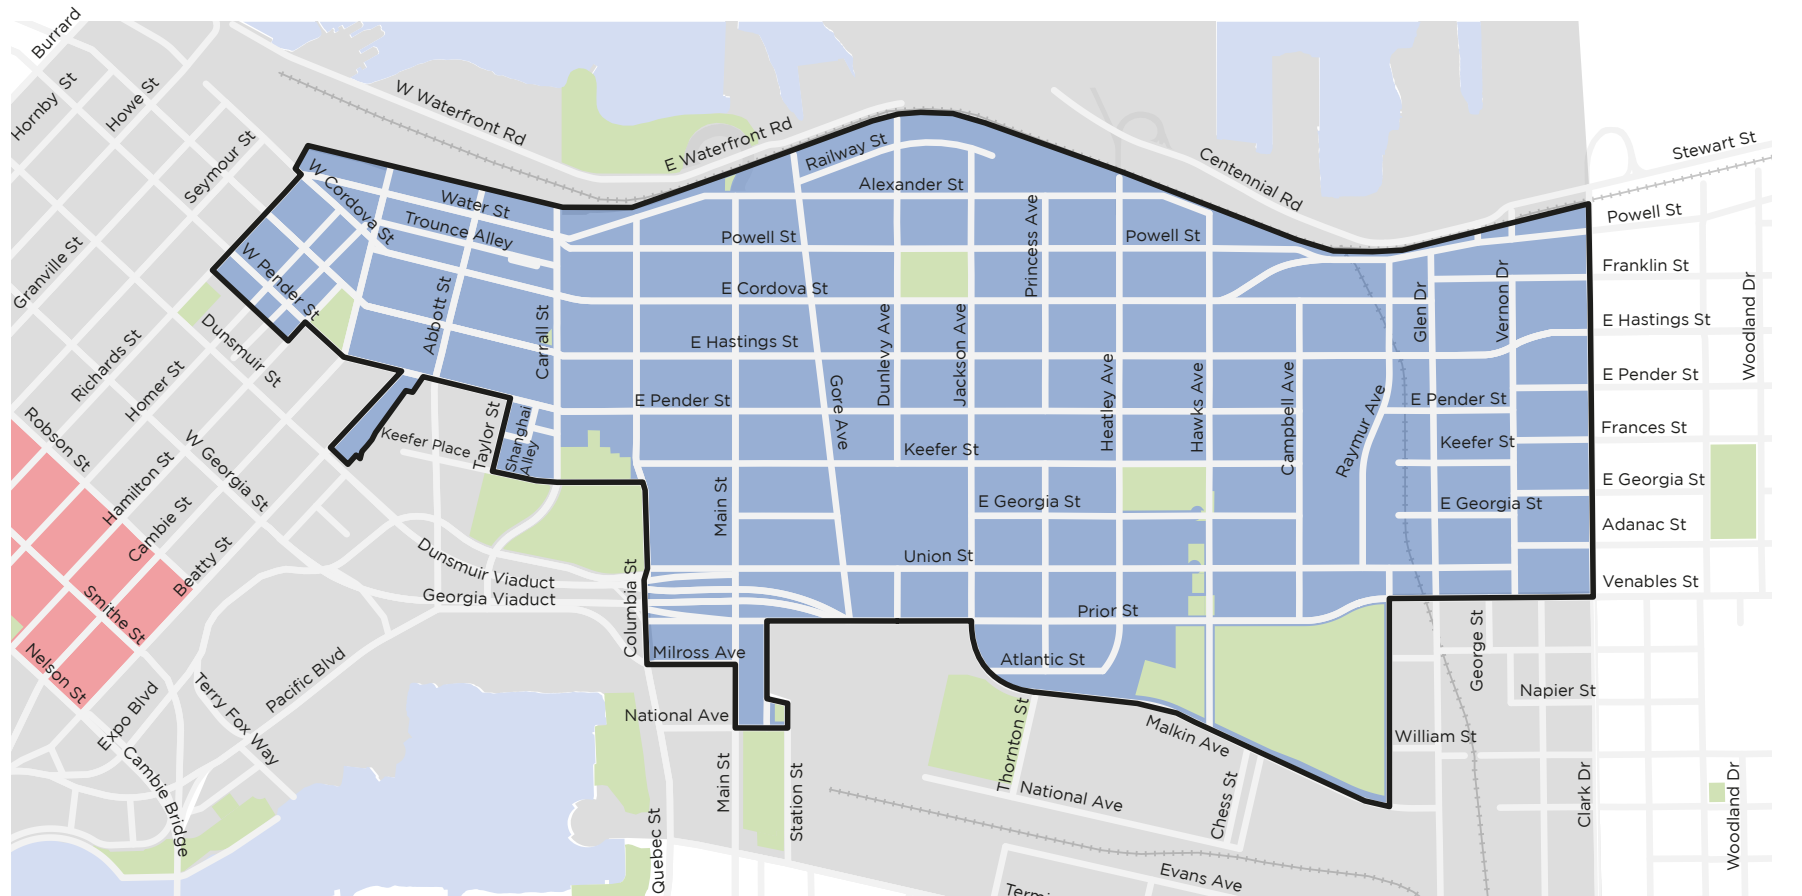 Burrard
Hornby St
Howe St
Seymour St
Granville St
Richards St
Homer St
Dunsmuir St
Robson St
W Georgia St
Hamilton St
Cambie St
Beatty St
Smithe St
Nelson St
Expo Blvd
Cambie Bridge
Terry Fox Way
Pacific Blvd
W Waterfront Rd
E Waterfront Rd
Centennial Rd
Stewart St
W Cordova St
Water St
Trounce Alley
W Pender St
Abbott St
Carrall St
Keefer Place
Taylor St
Shanghai
Alley
Railway St
Alexander St
Powell St
Powell St
E Cordova St
E Hastings St
E Pender St
Keefer St
E Georgia St
Union St
Prior St
Atlantic St
Milross Ave
National Ave
Main St
Gore Ave
Dunlevy Ave
Jackson Ave
Princess Ave
Heatley Ave
Hawks Ave
Campbell Ave
Raymur Ave
Glen Dr
Vernon Dr
E Pender St
Keefer St
E Georgia St
Powell St
Franklin St
E Hastings St
E Pender St
Frances St
E Georgia St
Adanac St
Venables St
Woodland Dr
Dunsmuir Viaduct
Georgia Viaduct
Columbia St
Quebec St
Main St
Station St
Thornton St
National Ave
Malkin Ave
Chess St
Evans Ave
Termi
William St
George St
Napier St
Clark Dr
Woodland Dr